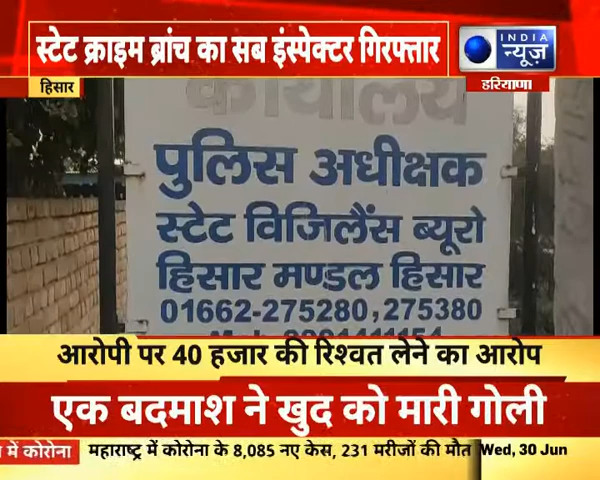 स्टेट क्राइम ब्रांच का सब इंस्पेक्टर गिरफ्तार
INDIA
न्यूज़
हरियाणा
हिसार
कार्यालय
पुलिस अधीक्षक
स्टेट विजिलैंस ब्यूरो
हिसार मण्डल हिसार
01662-275280,275380
आरोपी पर 40 हजार की रिश्वत लेने का आरोप
एक बदमाश ने खुद को मारी गोली
में कोरोना
महाराष्ट्र में कोरोना के 8,085 नए केस, 231 मरीजों की मौत
Wed, 30 Jun